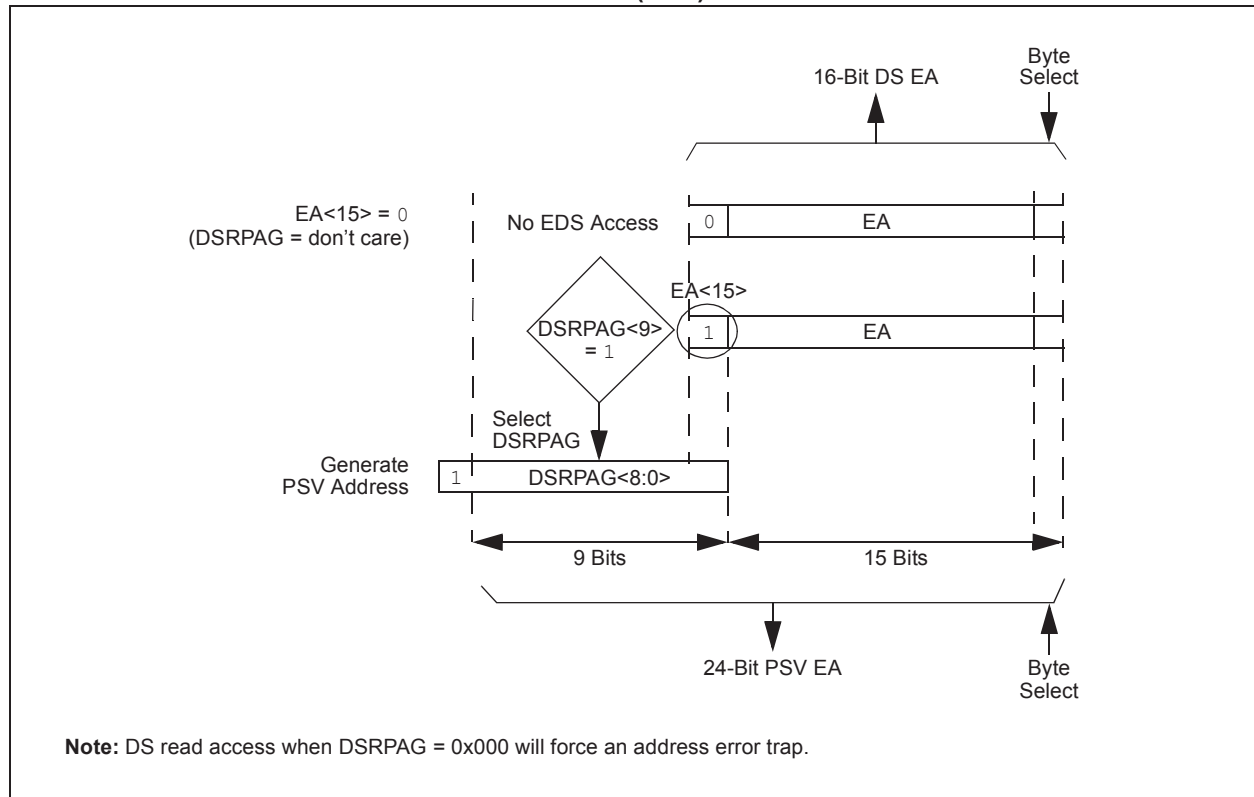 16-Bit DS EA
Byte
Select
EA<15> = 0
(DSRPAG = don't care)
No EDS Access
0
EA
EA<15>
DSRPAG<9>
= 1
1
EA
Select
DSRPAG
Generate
PSV Address
1
DSRPAG<8:0>
9 Bits
15 Bits
24-Bit PSV EA
Byte
Select
Note: DS read access when DSRPAG = 0x000 will force an address error trap.